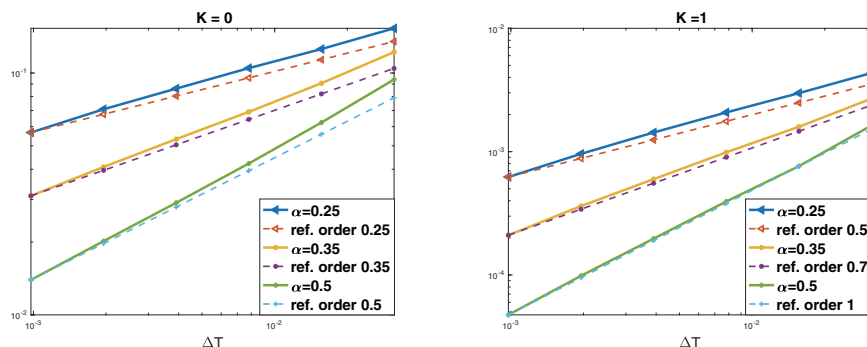 K = 0
10^-1
10^-2
10^-3
10^-2
ΔT
α=0.25
ref. order 0.25
α=0.35
ref. order 0.35
α=0.5
ref. order 0.5
K =1
10^-2
10^-3
10^-4
10^-3
10^-2
ΔT
α=0.25
ref. order 0.5
α=0.35
ref. order 0.7
α=0.5
ref. order 1